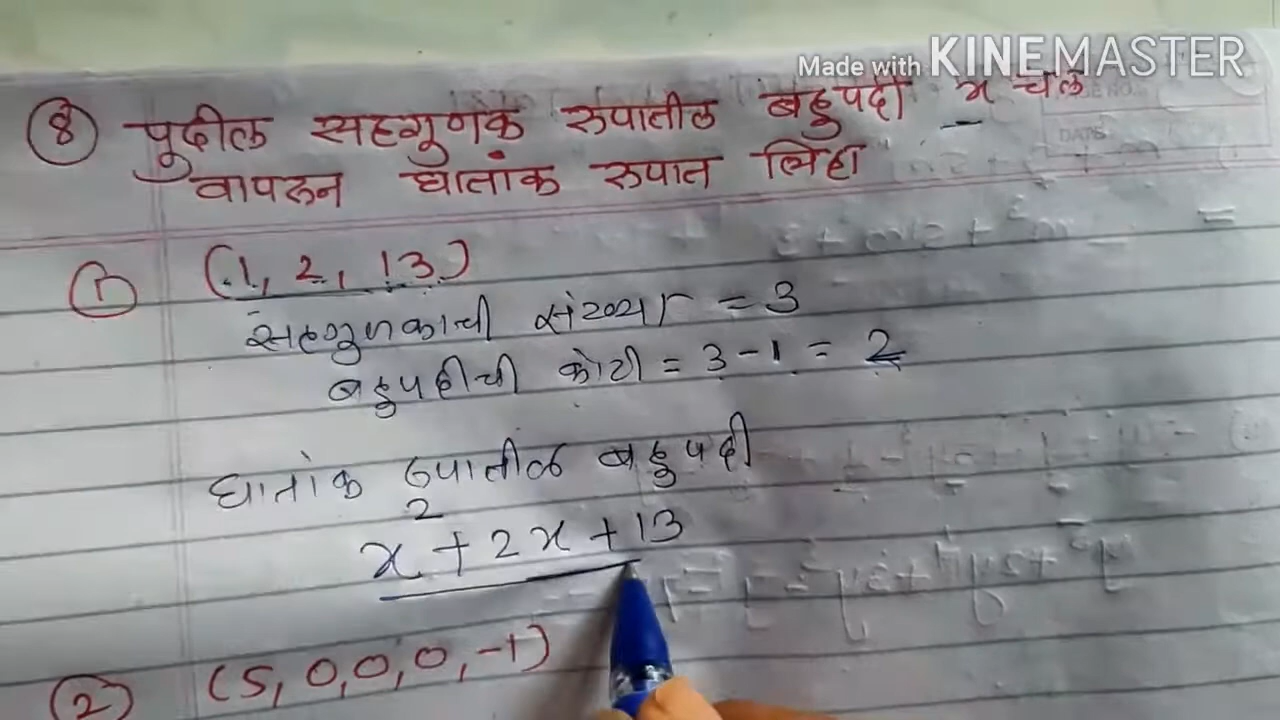 Made with KINEMASTER
(8) पूढील सहगुणक रुपातील बहुपदी x चल
वापरुन घातांक रुपात लिहा
(1) (1, 2, 13)
सहगुणकाची संख्या = 3
बहुपदीची कोटी = 3 - 1 = 2
घातांक रुपातील बहुपदी
x² + 2x + 13
(2) (5, 0, 0, 0, -1)